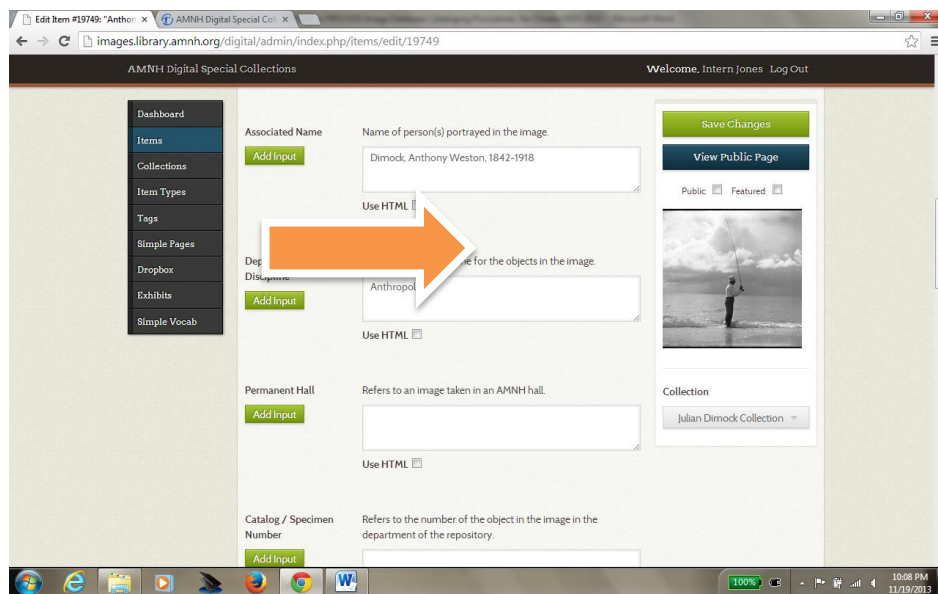 Edit Item #19749: "Anthon
AMNH Digital Special Coll
images.library.amnh.org/digital/admin/index.php/items/edit/19749
AMNH Digital Special Collections
Welcome, Intern Jones Log Out
Dashboard
Items
Collections
Item Types
Tags
Simple Pages
Dropbox
Exhibits
Simple Vocab
Associated Name
Add Input
Name of person(s) portrayed in the image.
Dimock, Anthony Weston, 1842-1918
Use HTML
Discipline
Add Input
for the objects in the image.
Use HTML
Permanent Hall
Add Input
Refers to an image taken in an AMNH hall.
Use HTML
Catalog / Specimen
Number
Add Input
Refers to the number of the object in the image in the
department of the repository.
Save Changes
View Public Page
Public: Featured:
Collection
Julian Dimock Collection
100%
10:08 PM
11/19/2013